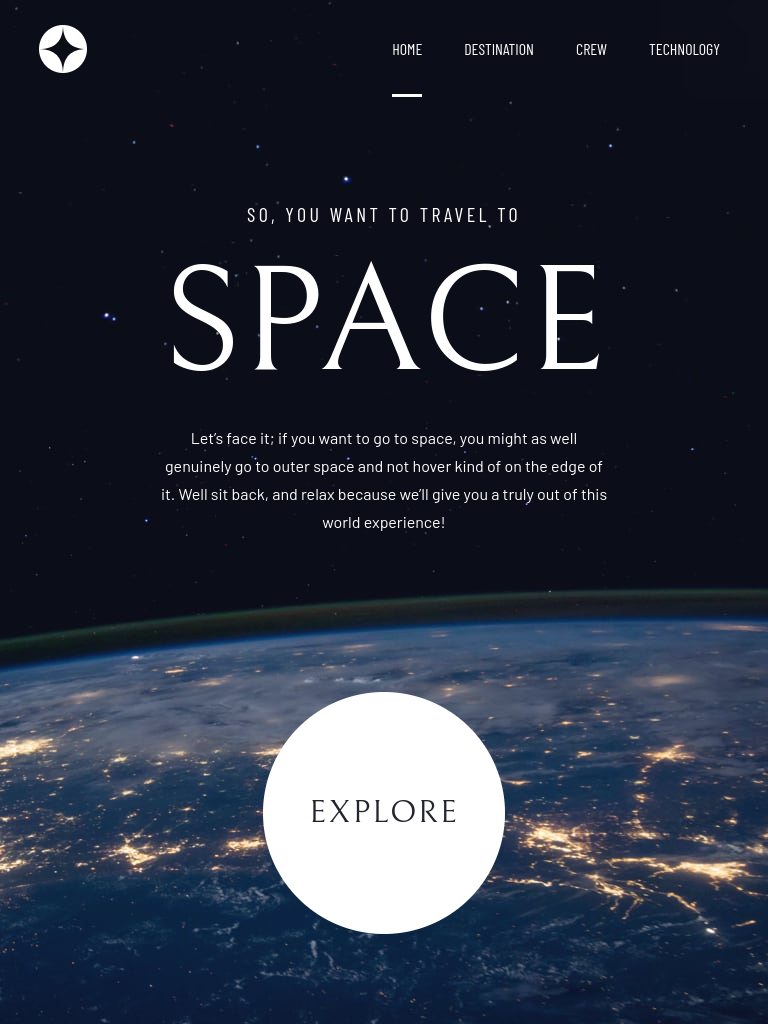 HOME DESTINATION CREW TECHNOLOGY
SO, YOU WANT TO TRAVEL TO
SPACE
Let’s face it; if you want to go to space, you might as well
genuinely go to outer space and not hover kind of on the edge of
it. Well sit back, and relax because we’ll give you a truly out of this
world experience!
EXPLORE